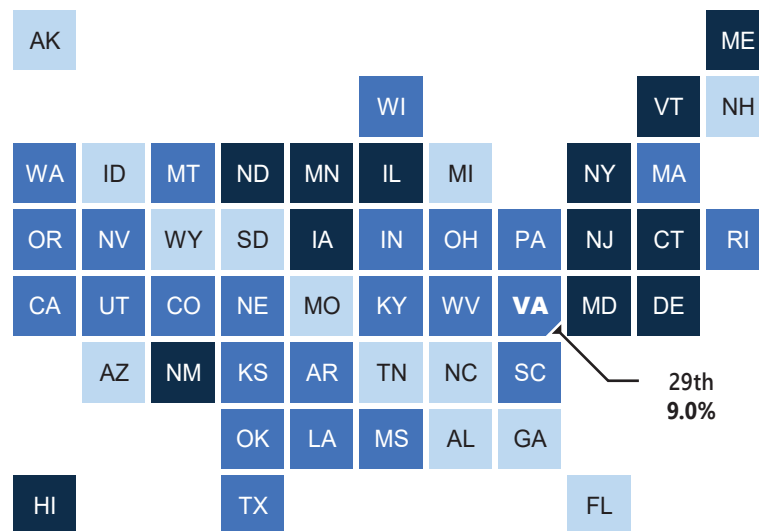 AK ME
WI VT NH
WA ID MT ND MN IL MI NY MA
OR NV WY SD IA IN OH PA NJ CT RI
CA UT CO NE MO KY WV VA MD DE
AZ NM KS AR TN NC SC
29th
9.0%
OK LA MS AL GA
HI TX FL